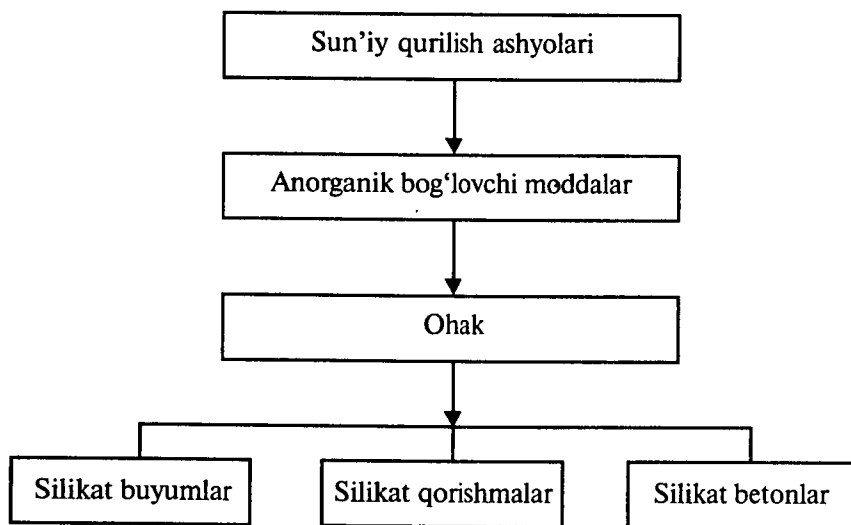 Sun’iy qurilish ashyolari
Anorganik bog‘lovchi moddalar
Ohak
Silikat buyumlar
Silikat qorishmalar
Silikat betonlar